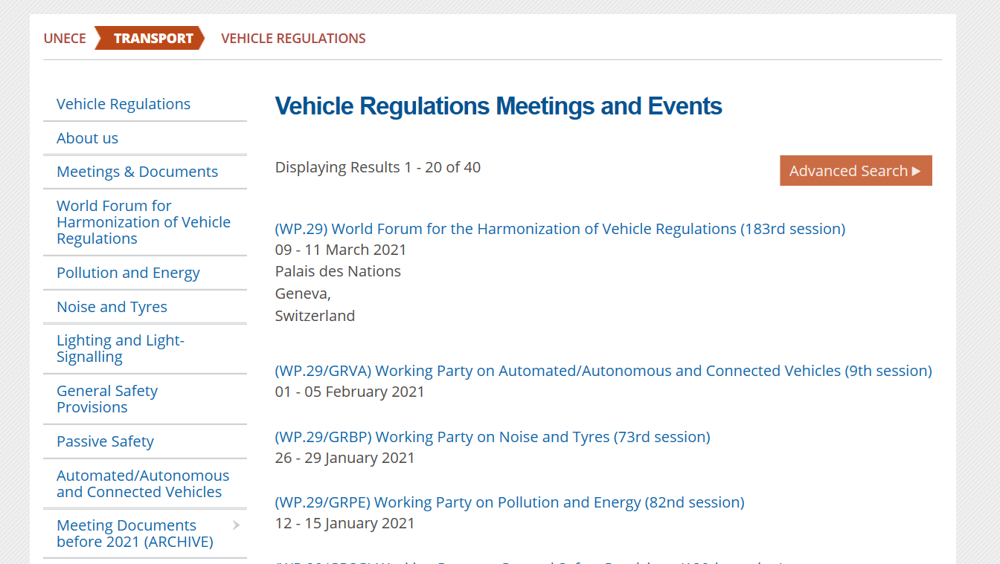 UNECE TRANSPORT VEHICLE REGULATIONS
Vehicle Regulations
About us
Meetings & Documents
World Forum for
Harmonization of Vehicle
Regulations
Pollution and Energy
Noise and Tyres
Lighting and Light-
Signalling
General Safety
Provisions
Passive Safety
Automated/Autonomous
and Connected Vehicles
Meeting Documents
before 2021 (ARCHIVE)
Vehicle Regulations Meetings and Events
Displaying Results 1 - 20 of 40
Advanced Search
(WP.29) World Forum for the Harmonization of Vehicle Regulations (183rd session)
09 - 11 March 2021
Palais des Nations
Geneva,
Switzerland
(WP.29/GRVA) Working Party on Automated/Autonomous and Connected Vehicles (9th session)
01 - 05 February 2021
(WP.29/GRBP) Working Party on Noise and Tyres (73rd session)
26 - 29 January 2021
(WP.29/GRPE) Working Party on Pollution and Energy (82nd session)
12 - 15 January 2021